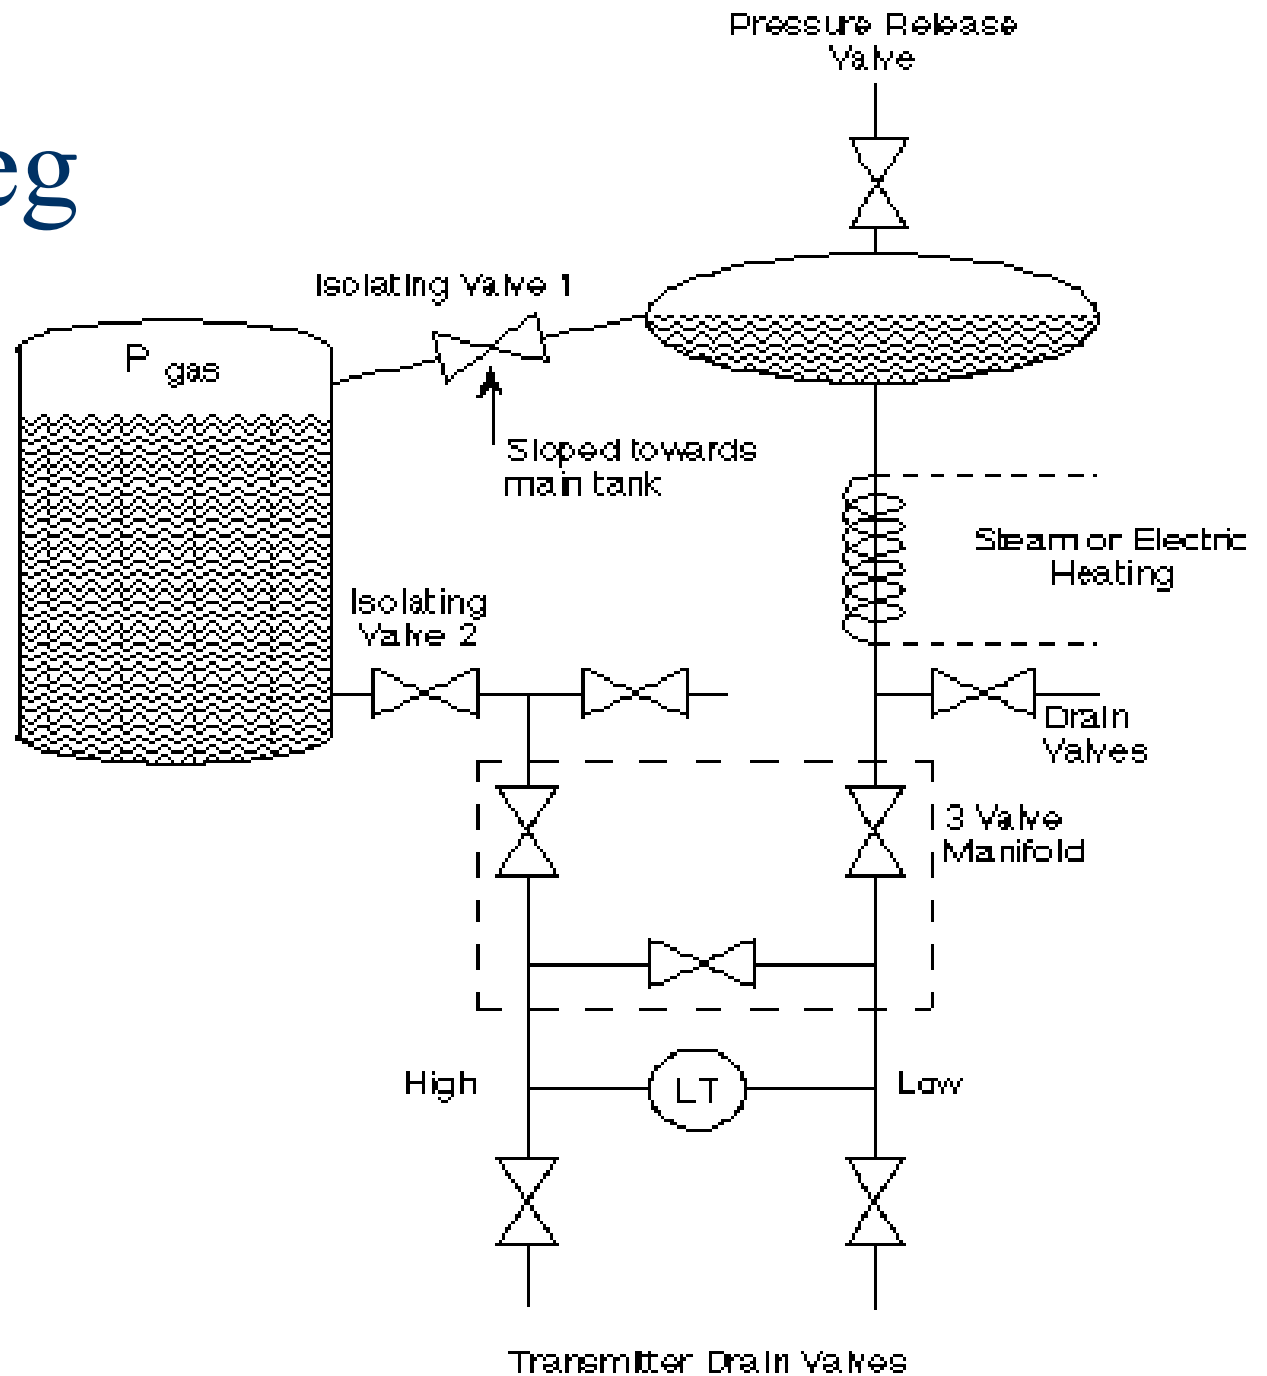 Pressure Release
Valve
eg
Isolating Valve 1
P gas
Sloped towards
main tank
Steam or Electric
Heating
Isolating
Valve 2
Drain
Valves
3 Valve
Manifold
High
LT
Low
Transmitter Drain Valves